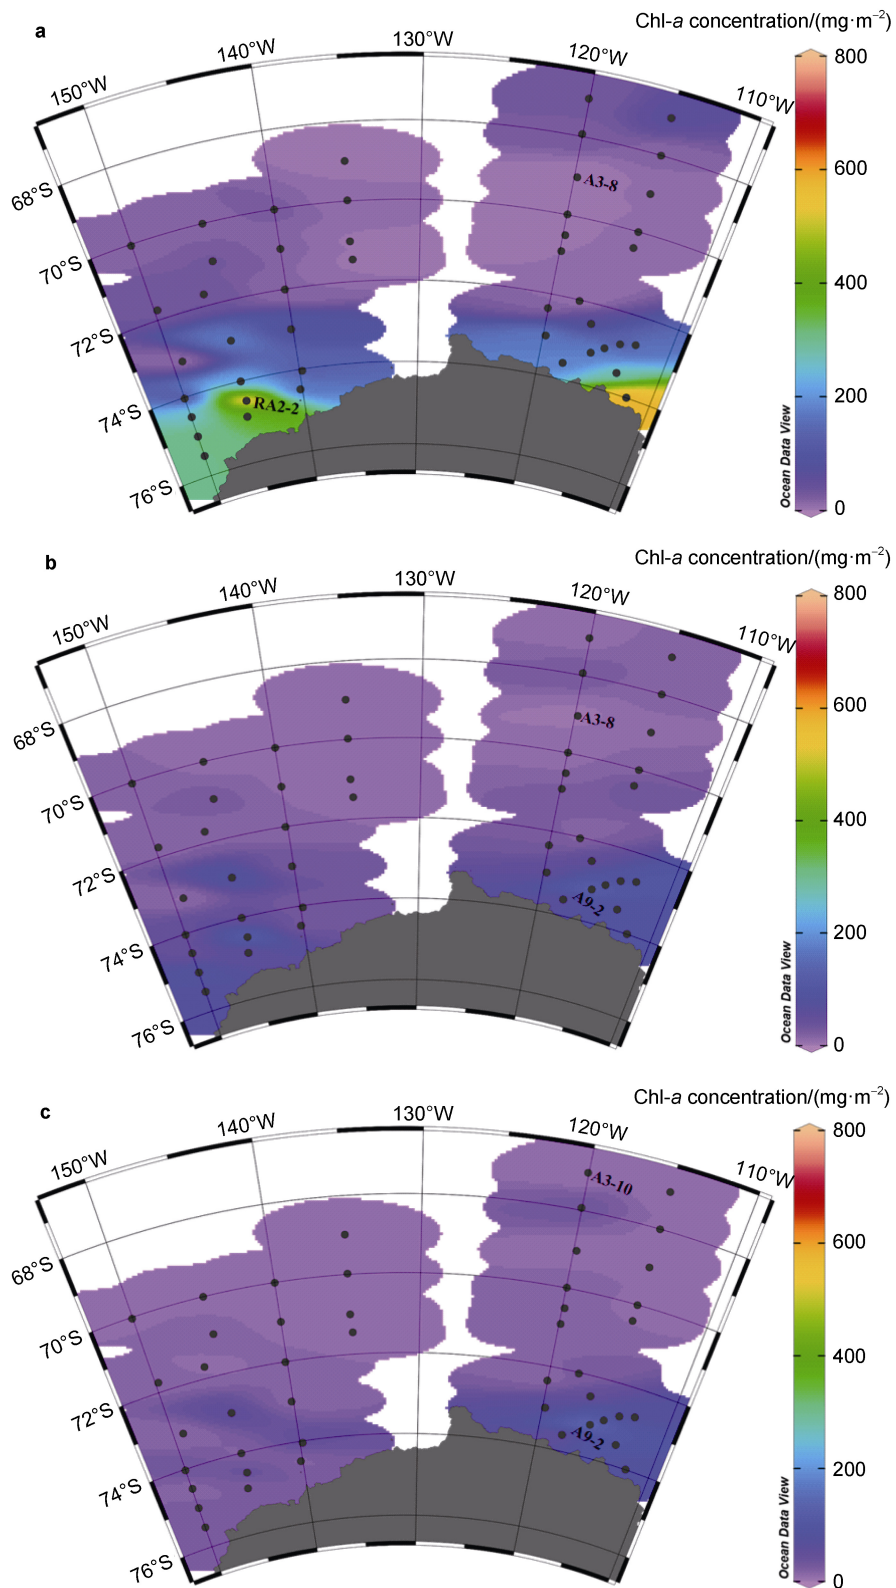 a
Chl-a concentration/(mg·m−2)
150°W
140°W
130°W
120°W
110°W
68°S
70°S
72°S
74°S
76°S
A3-8
RA2-2
800
600
400
200
0
Ocean Data View
b
Chl-a concentration/(mg·m−2)
150°W
140°W
130°W
120°W
110°W
68°S
70°S
72°S
74°S
76°S
A3-8
A9-2
800
600
400
200
0
Ocean Data View
c
Chl-a concentration/(mg·m−2)
150°W
140°W
130°W
120°W
110°W
68°S
70°S
72°S
74°S
76°S
A3-10
A9-2
800
600
400
200
0
Ocean Data View